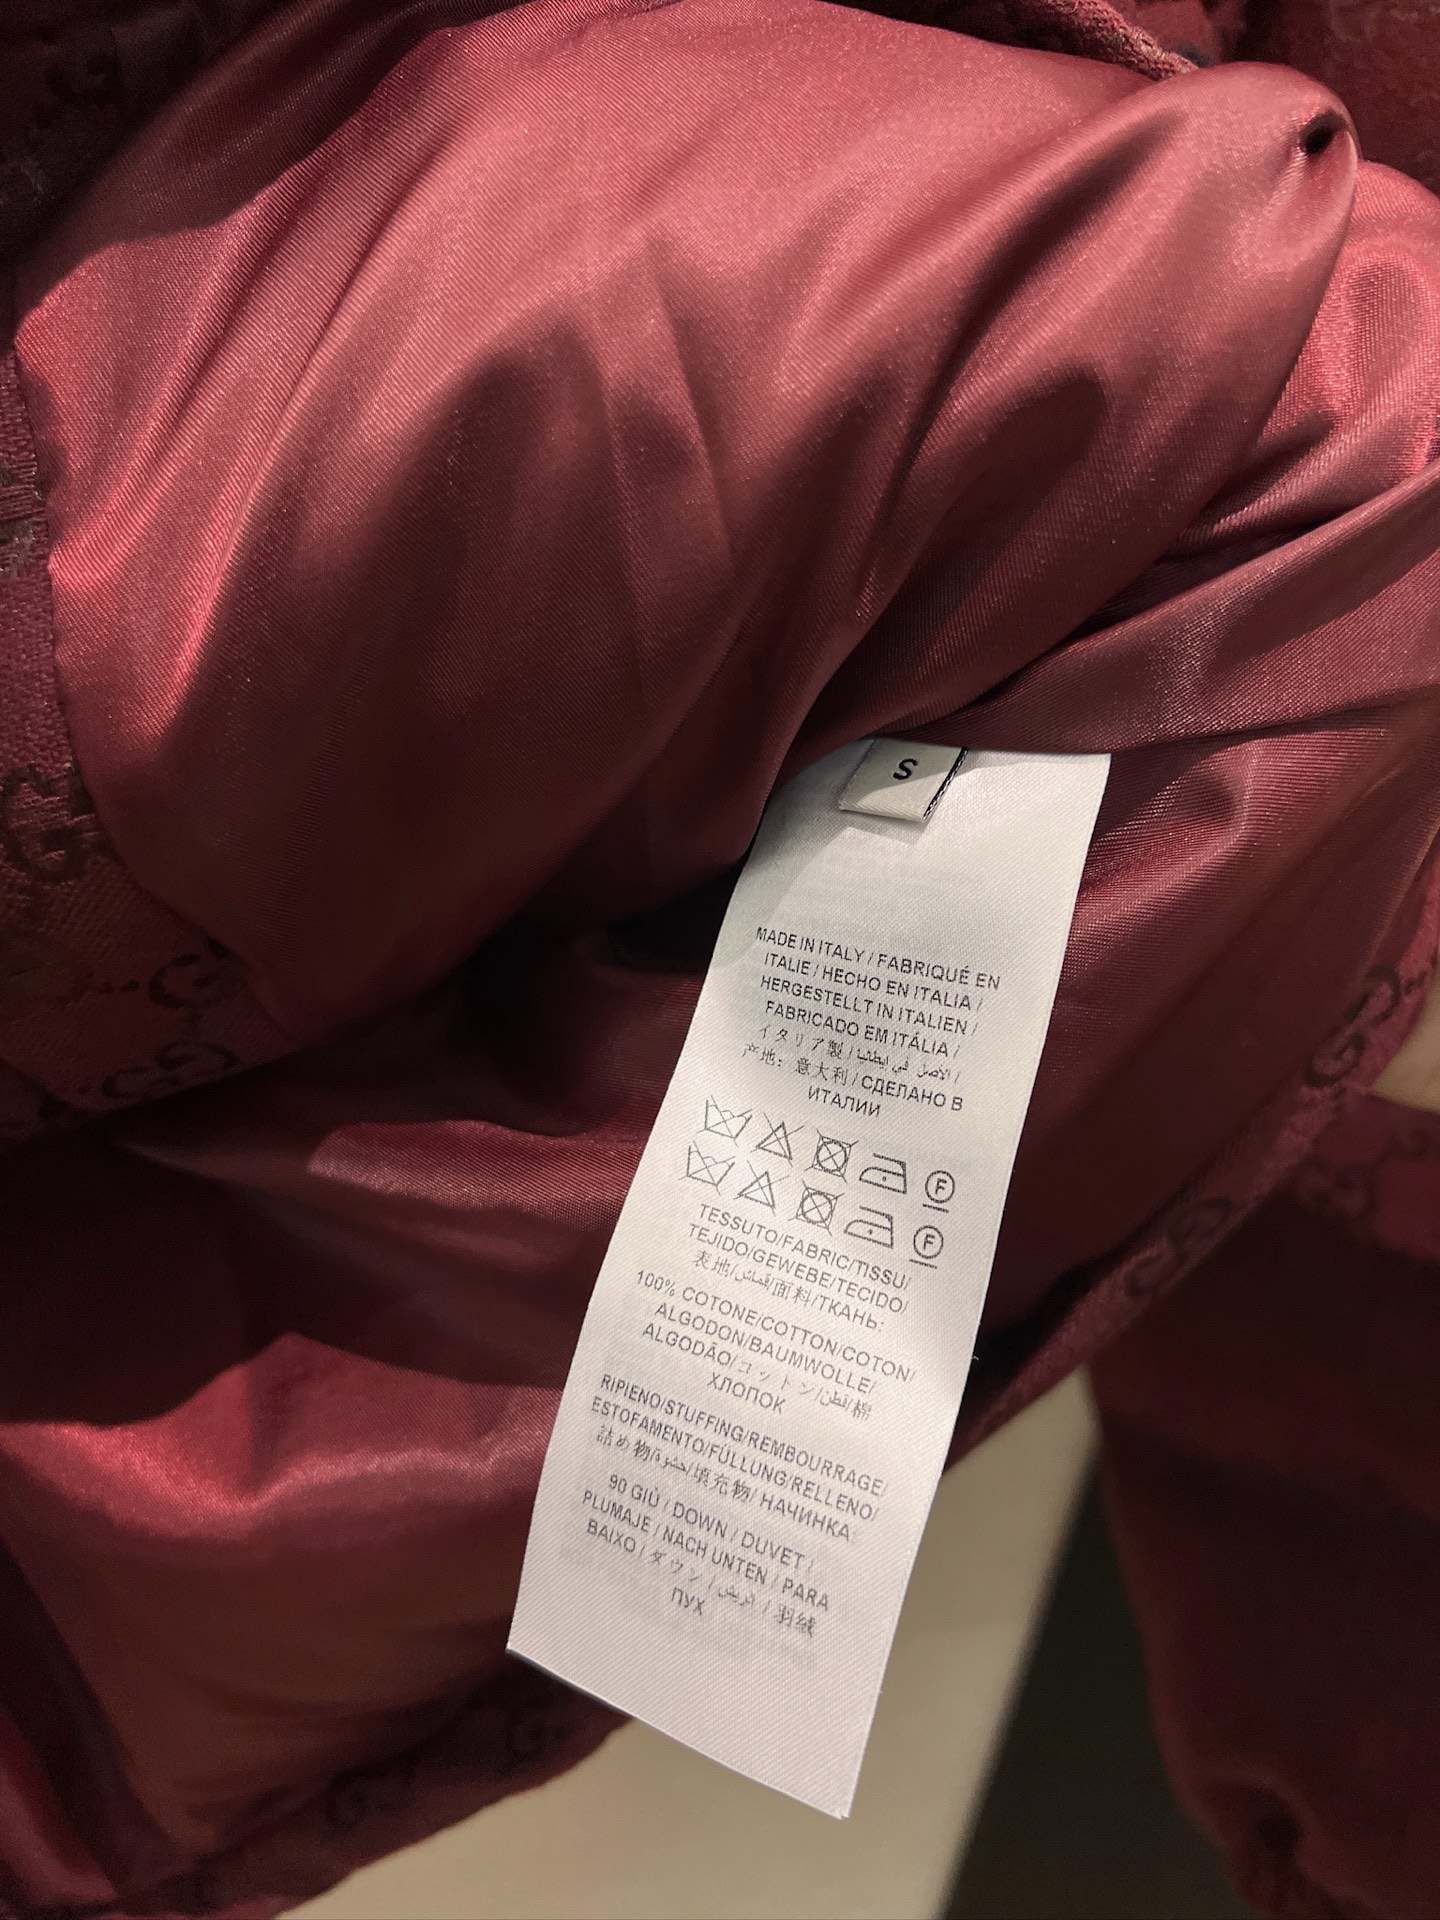 S
MADE IN ITALY / FABRIQUÉ EN
ITALIE / HECHO EN ITALIA /
HERGESTELLT IN ITALIEN /
FABRICADO EM ITÁLIA /
イタリア製 / الأصل في إيطاليا /
产地: 意大利 / СДЕЛАНО В
ИТАЛИИ
F
F
TESSUTO/FABRIC/TISSU/
TEJIDO/GEWEBE/TECIDO/
表地/قماش/面料/ТКАНЬ:
100% COTONE/COTTON/COTON/
ALGODON/BAUMWOLLE/
ALGODÃO/コットン/قطن/棉/
ХЛОПОК
RIPIENO/STUFFING/REMBOURRAGE/
ESTOFAMENTO/FÜLLUNG/RELLENO/
詰め物/حشوة/填充物/ НАЧИНКА:
90 GIÙ / DOWN / DUVET /
PLUMAJE / NACH UNTEN / PARA
BAIXO / ダウン / الريش / 羽绒
ПУХ